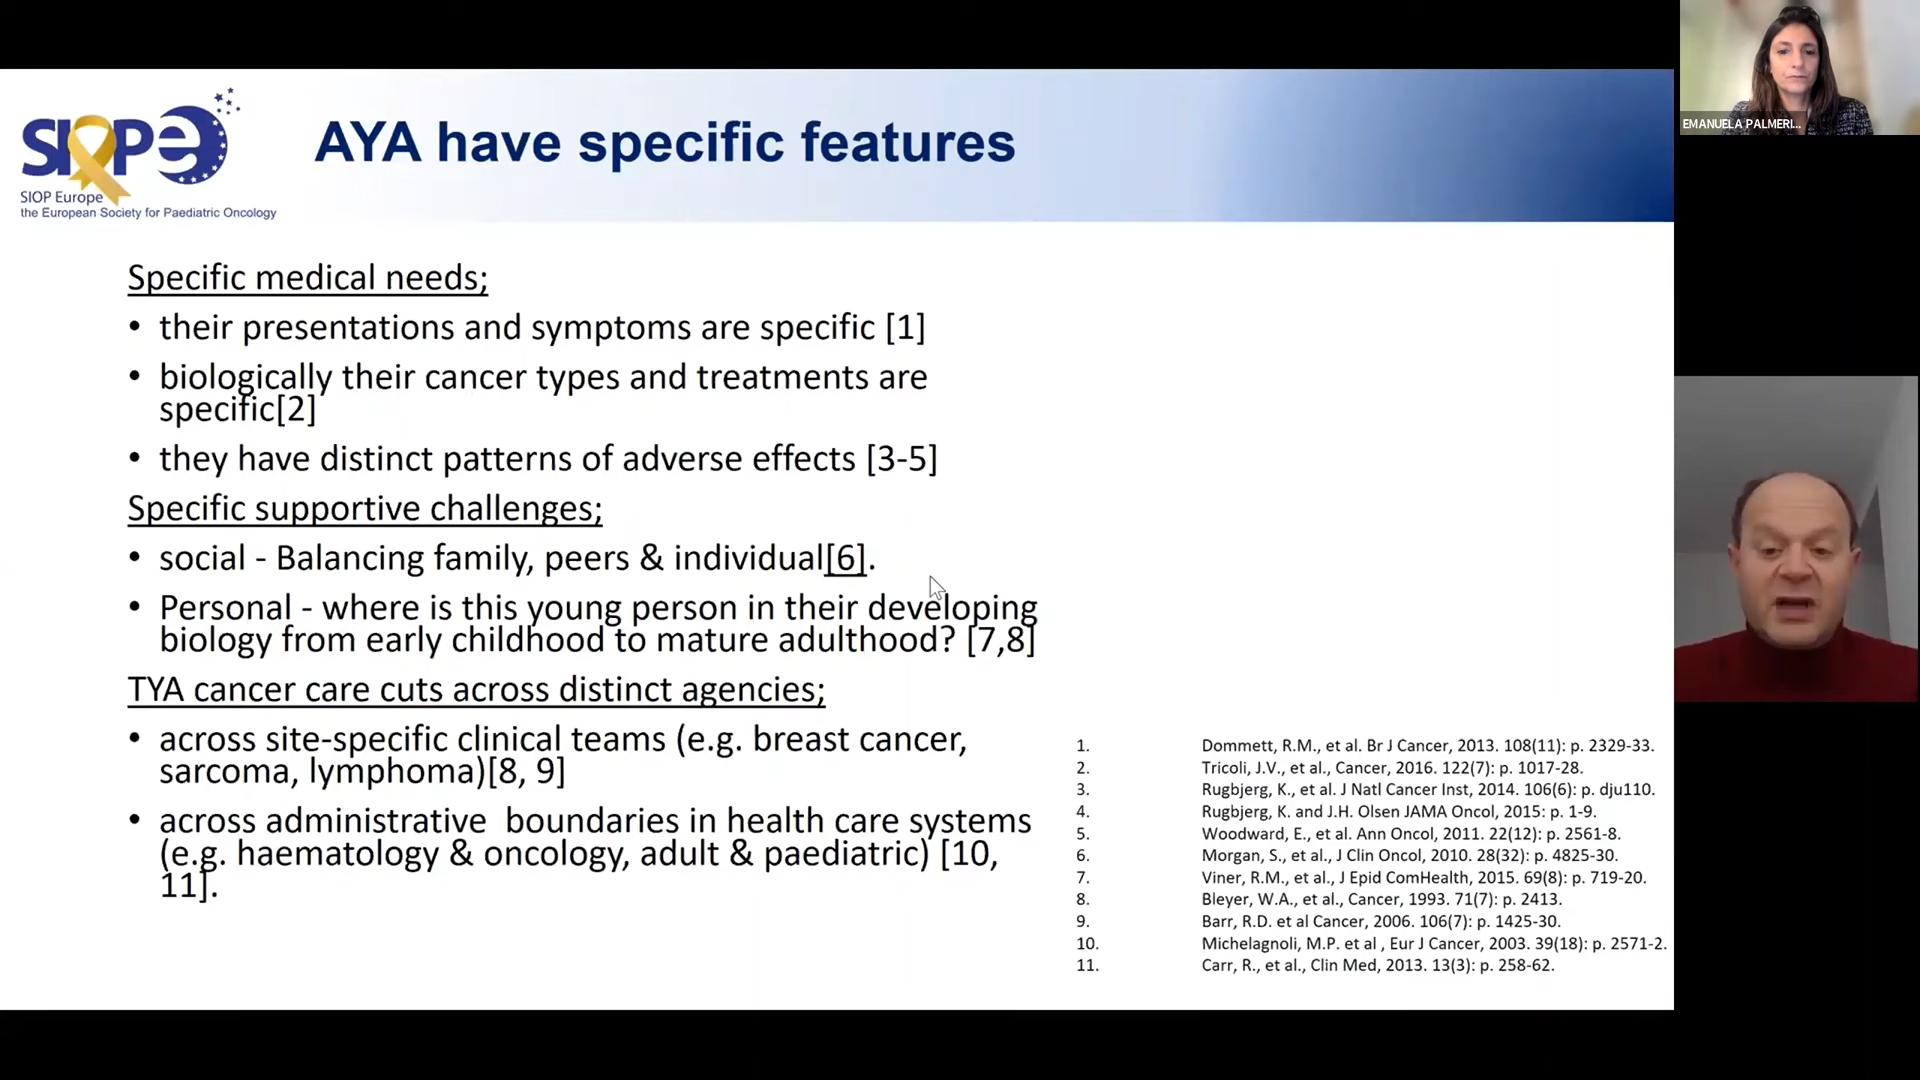 SIOPe
SIOP Europe
the European Society for Paediatric Oncology
AYA have specific features
EMANUELA PALMERI...
Specific medical needs;
• their presentations and symptoms are specific [1]
• biologically their cancer types and treatments are
specific[2]
• they have distinct patterns of adverse effects [3-5]
Specific supportive challenges;
• social - Balancing family, peers & individual[6].
• Personal - where is this young person in their developing
biology from early childhood to mature adulthood? [7,8]
TYA cancer care cuts across distinct agencies;
• across site-specific clinical teams (e.g. breast cancer,
sarcoma, lymphoma)[8, 9]
• across administrative  boundaries in health care systems
(e.g. haematology & oncology, adult & paediatric) [10,
11].
1. Dommett, R.M., et al. Br J Cancer, 2013. 108(11): p. 2329-33.
2. Tricoli, J.V., et al., Cancer, 2016. 122(7): p. 1017-28.
3. Rugbjerg, K., et al. J Natl Cancer Inst, 2014. 106(6): p. dju110.
4. Rugbjerg, K. and J.H. Olsen JAMA Oncol, 2015: p. 1-9.
5. Woodward, E., et al. Ann Oncol, 2011. 22(12): p. 2561-8.
6. Morgan, S., et al., J Clin Oncol, 2010. 28(32): p. 4825-30.
7. Viner, R.M., et al., J Epid ComHealth, 2015. 69(8): p. 719-20.
8. Bleyer, W.A., et al., Cancer, 1993. 71(7): p. 2413.
9. Barr, R.D. et al Cancer, 2006. 106(7): p. 1425-30.
10. Michelagnoli, M.P. et al , Eur J Cancer, 2003. 39(18): p. 2571-2.
11. Carr, R., et al., Clin Med, 2013. 13(3): p. 258-62.